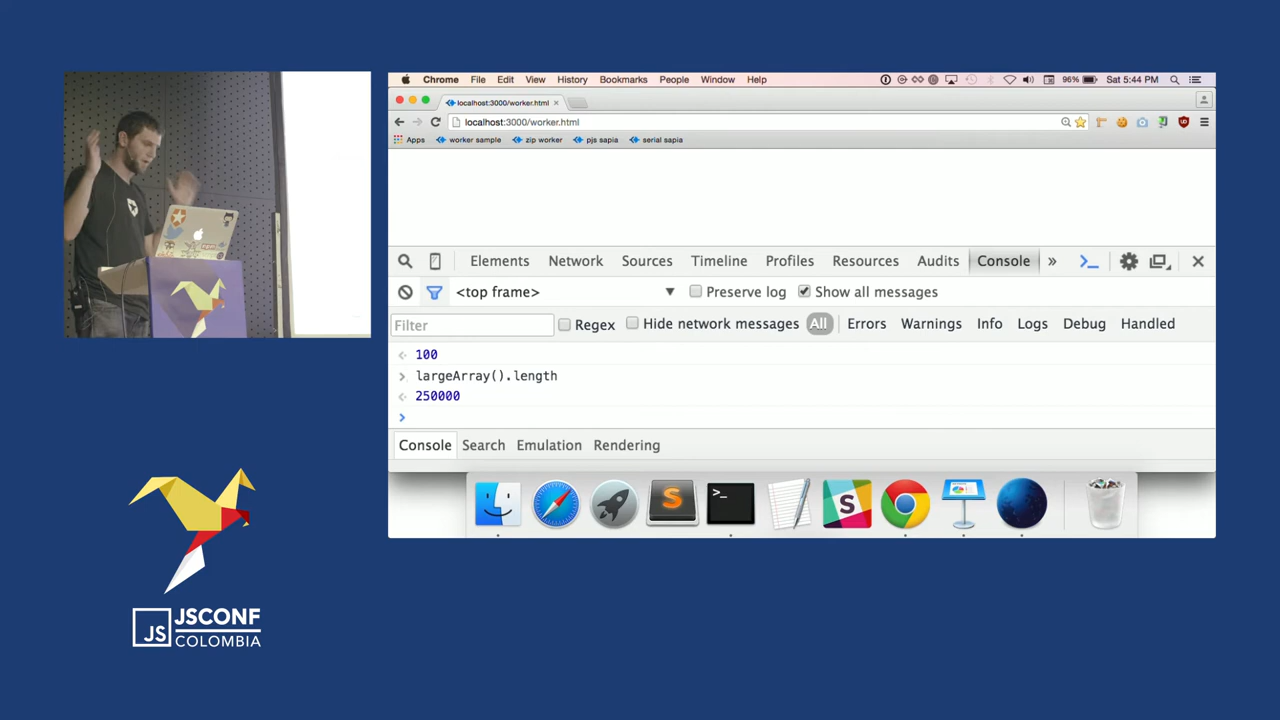 Chrome File Edit View History Bookmarks People Window Help 96% Sat 5:44 PM
localhost:3000/worker.html
localhost:3000/worker.html
Apps worker sample zip worker pjs sapia serial sapia
Elements Network Sources Timeline Profiles Resources Audits Console »
<top frame> Preserve log Show all messages
Filter Regex Hide network messages All Errors Warnings Info Logs Debug Handled
100
largeArray().length
250000
Console Search Emulation Rendering
JS JSCONF
COLOMBIA